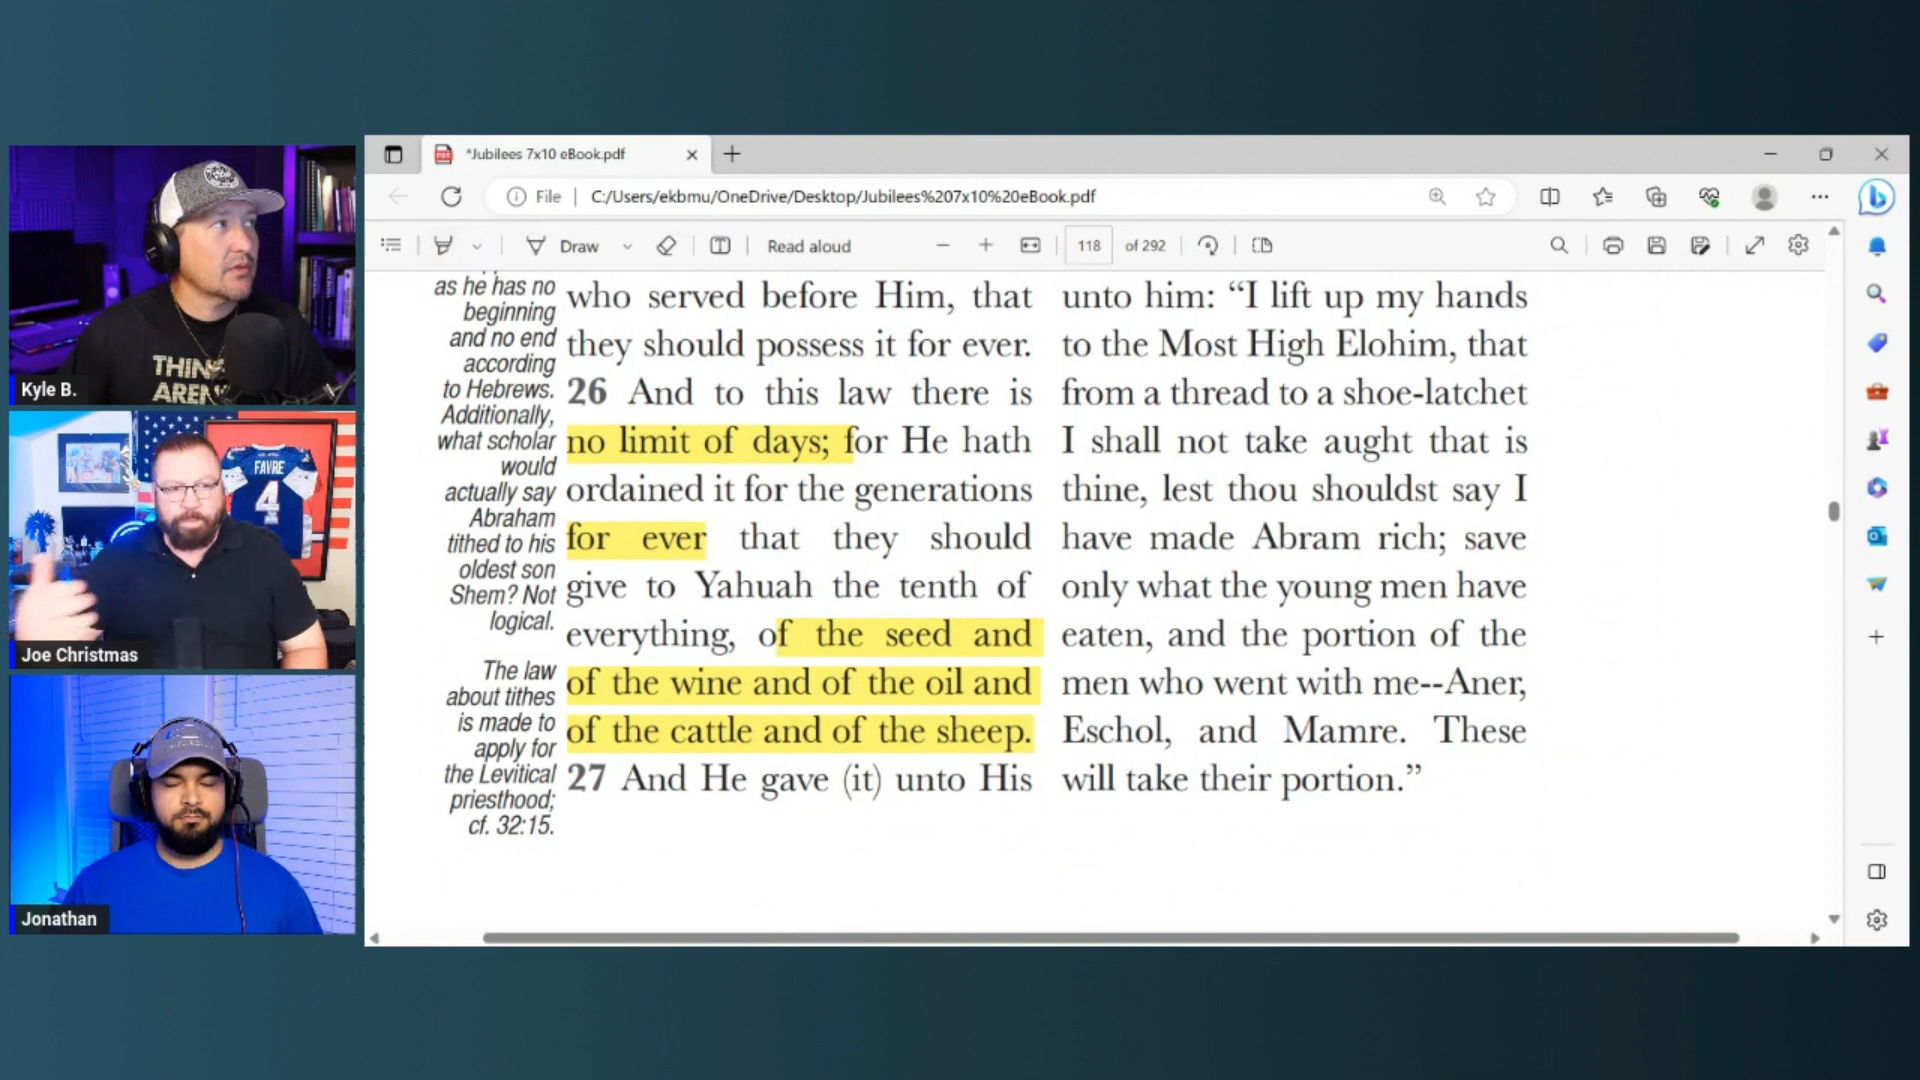 *Jubilees 7x10 eBook.pdf
File | C:/Users/ekbmu/OneDrive/Desktop/Jubilees%207x10%20eBook.pdf
Draw
Read aloud
118 of 292
as he has no
beginning
and no end
according
to Hebrews.
Additionally,
what scholar
would
actually say
Abraham
tithed to his
oldest son
Shem? Not
logical.
The law
about tithes
is made to
apply for
the Levitical
priesthood;
cf. 32:15.
who served before Him, that
they should possess it for ever.
26 And to this law there is
no limit of days; for He hath
ordained it for the generations
for ever that they should
give to Yahuah the tenth of
everything, of the seed and
of the wine and of the oil and
of the cattle and of the sheep.
27 And He gave (it) unto His
unto him: “I lift up my hands
to the Most High Elohim, that
from a thread to a shoe-latchet
I shall not take aught that is
thine, lest thou shouldst say I
have made Abram rich; save
only what the young men have
eaten, and the portion of the
men who went with me--Aner,
Eschol, and Mamre. These
will take their portion.”
THIN
AREN
Kyle B.
FAVRE
4
Joe Christmas
Jonathan